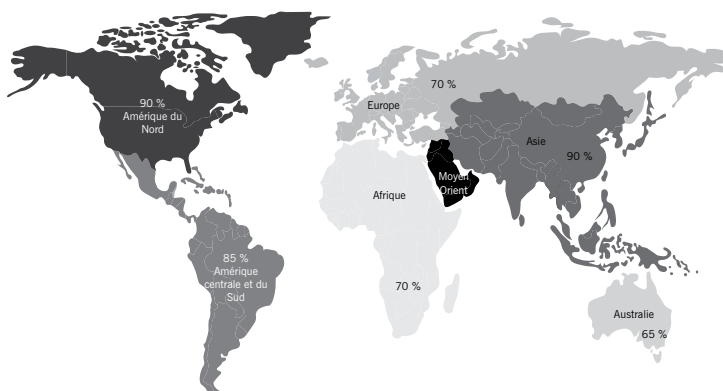 90 %
Amérique du
Nord
85 %
Amérique
centrale et du
Sud
70 %
Europe
Asie
90 %
Moyen
Orient
Afrique
70 %
Australie
65 %